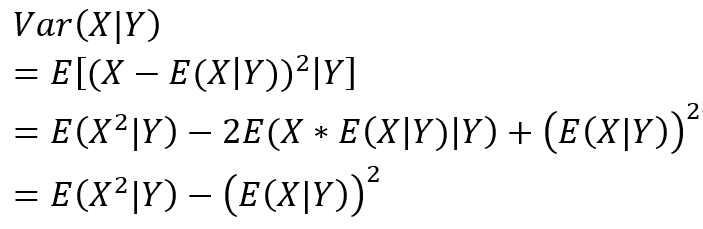 Var(X|Y)
= E[(X − E(X|Y))²|Y]
= E(X²|Y) − 2E(X * E(X|Y)|Y) + (E(X|Y))²
= E(X²|Y) − (E(X|Y))²